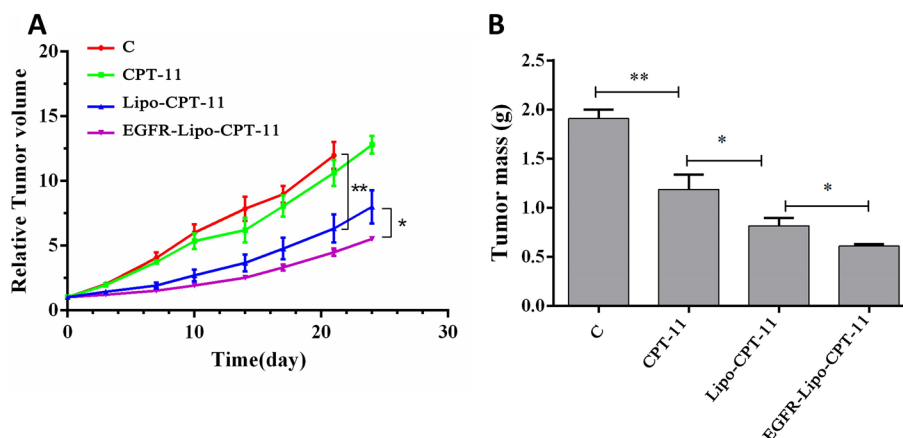 A
C
CPT-11
Lipo-CPT-11
EGFR-Lipo-CPT-11
Relative Tumor volume
20
15
10
5
0
**
*
0 10 20 30
Time(day)
B
Tumor mass (g)
2.5
2.0
1.5
1.0
0.5
0.0
**
*
*
C
CPT-11
Lipo-CPT-11
EGFR-Lipo-CPT-11